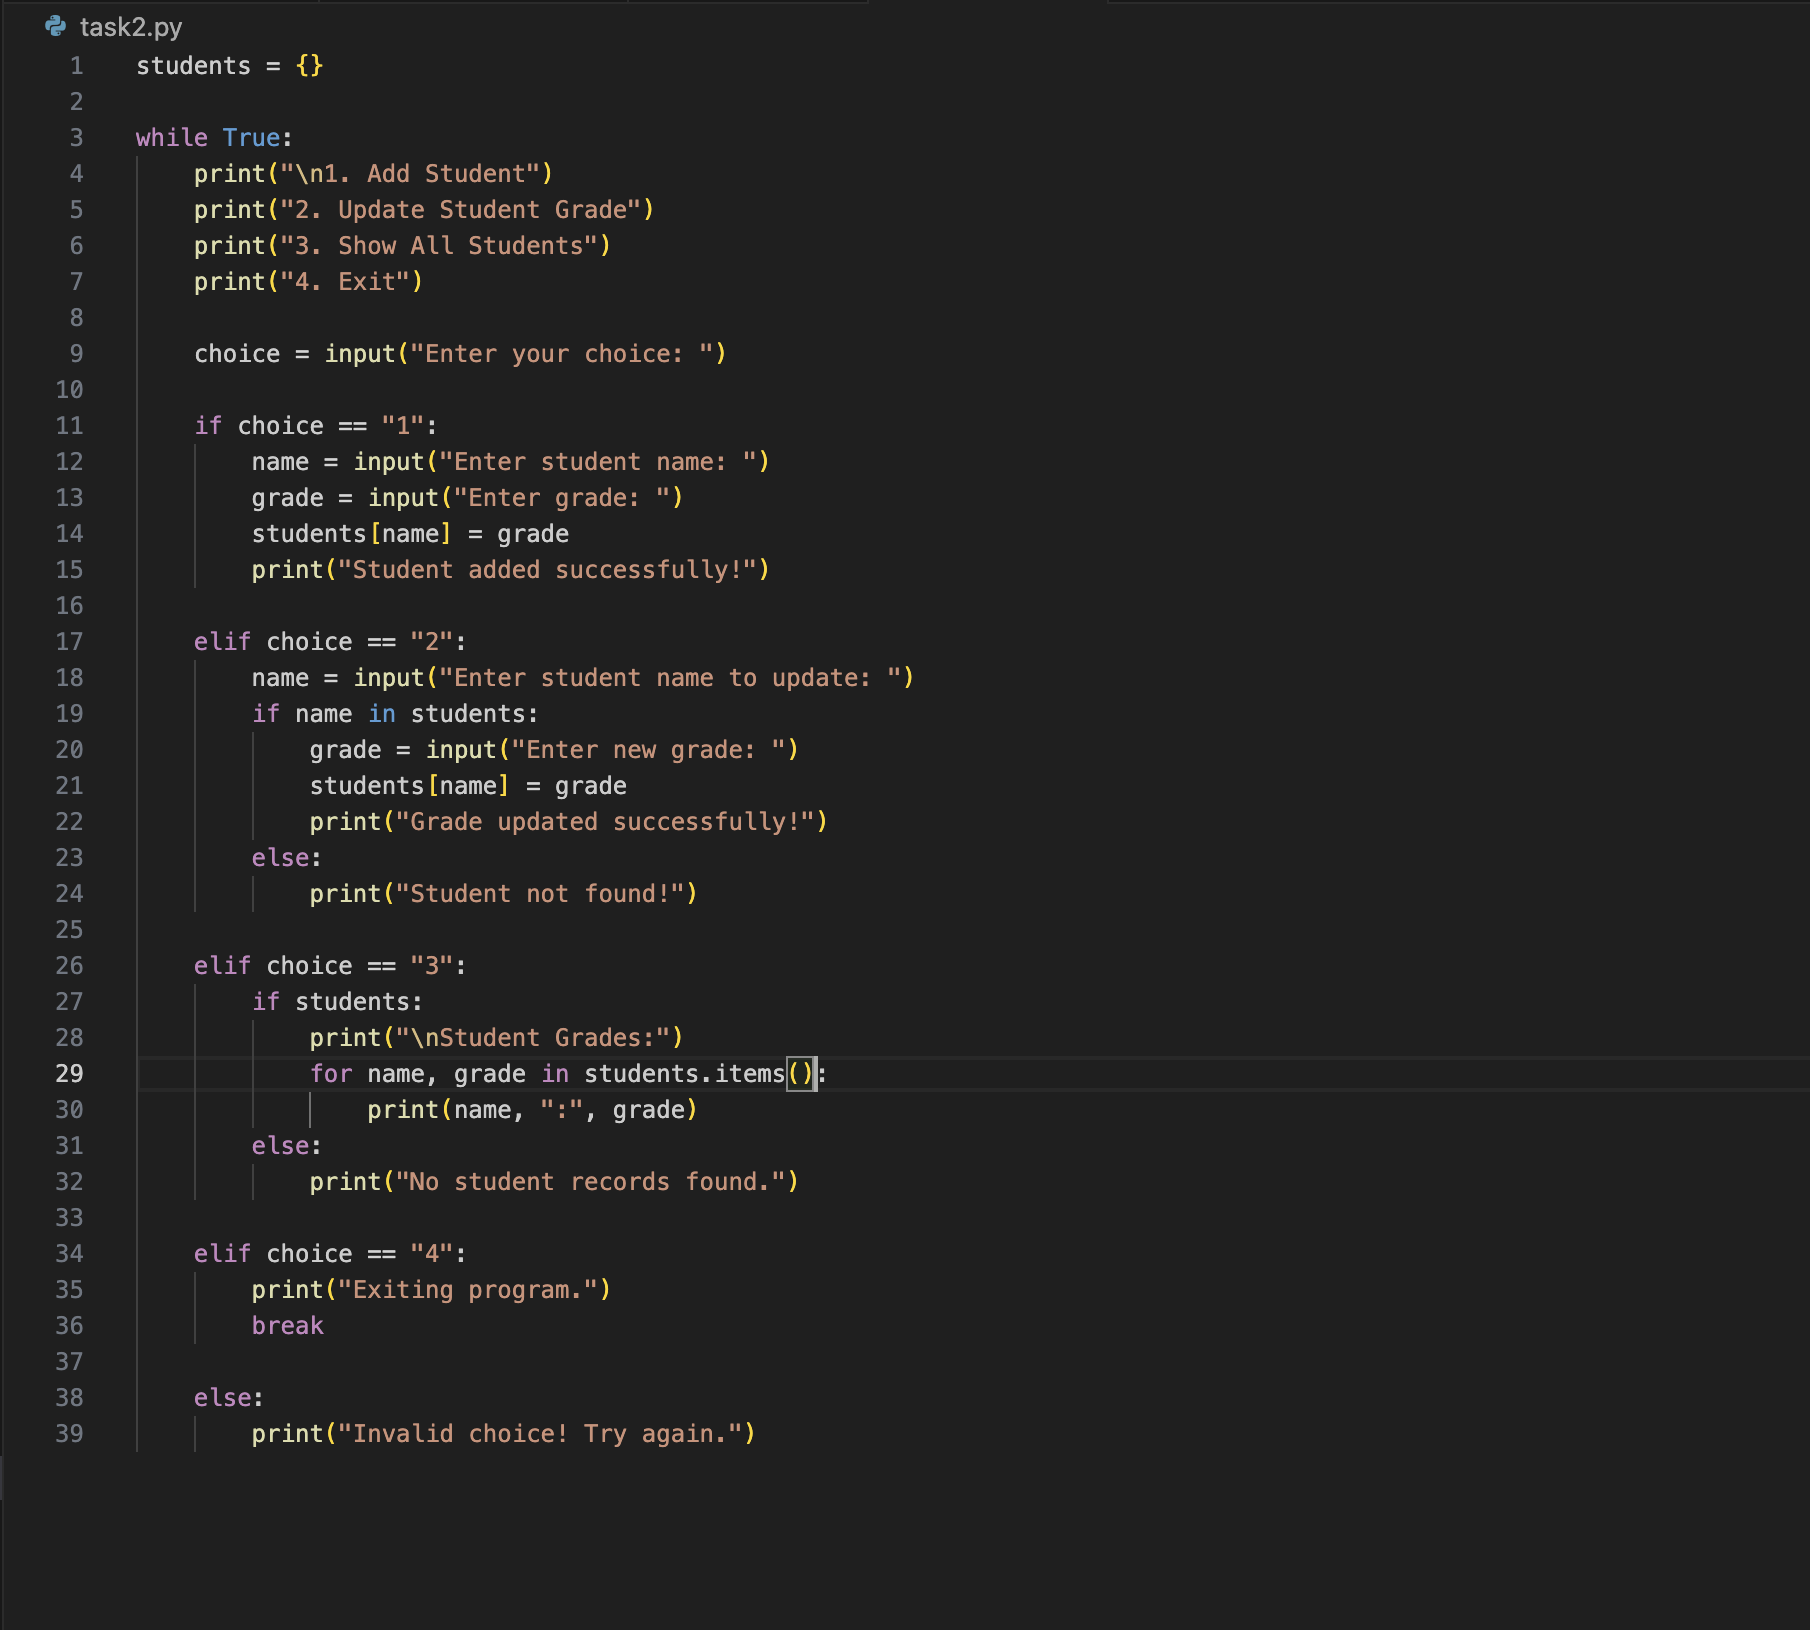 task2.py
1 students = {}
2
3 while True:
4     print("\n1. Add Student")
5     print("2. Update Student Grade")
6     print("3. Show All Students")
7     print("4. Exit")
8
9     choice = input("Enter your choice: ")
10
11     if choice == "1":
12         name = input("Enter student name: ")
13         grade = input("Enter grade: ")
14         students[name] = grade
15         print("Student added successfully!")
16
17     elif choice == "2":
18         name = input("Enter student name to update: ")
19         if name in students:
20             grade = input("Enter new grade: ")
21             students[name] = grade
22             print("Grade updated successfully!")
23         else:
24             print("Student not found!")
25
26     elif choice == "3":
27         if students:
28             print("\nStudent Grades:")
29             for name, grade in students.items():
30                 print(name, ":", grade)
31         else:
32             print("No student records found.")
33
34     elif choice == "4":
35         print("Exiting program.")
36         break
37
38     else:
39         print("Invalid choice! Try again.")